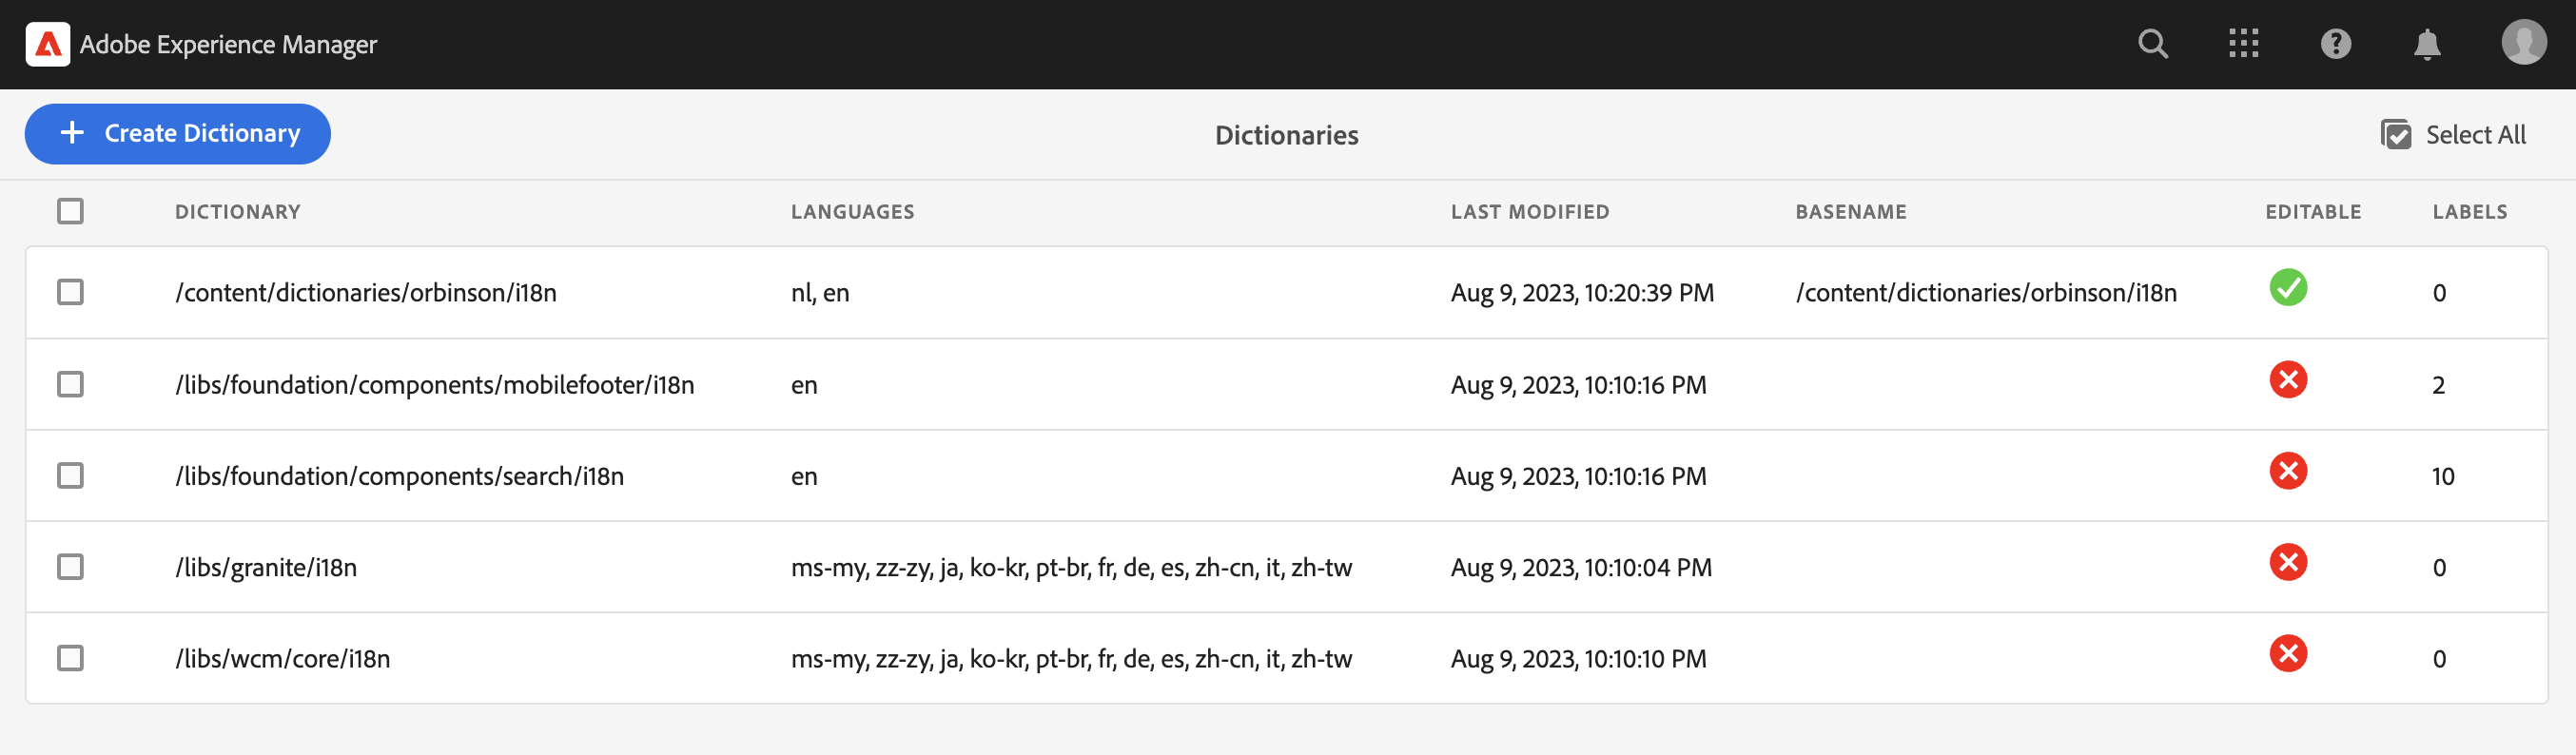 Adobe Experience Manager
Create Dictionary
Dictionaries
Select All
DICTIONARY LANGUAGES LAST MODIFIED BASENAME EDITABLE LABELS
/content/dictionaries/orbinson/i18n nl, en Aug 9, 2023, 10:20:39 PM /content/dictionaries/orbinson/i18n 0
/libs/foundation/components/mobilefooter/i18n en Aug 9, 2023, 10:10:16 PM 2
/libs/foundation/components/search/i18n en Aug 9, 2023, 10:10:16 PM 10
/libs/granite/i18n ms-my, zz-zy, ja, ko-kr, pt-br, fr, de, es, zh-cn, it, zh-tw Aug 9, 2023, 10:10:04 PM 0
/libs/wcm/core/i18n ms-my, zz-zy, ja, ko-kr, pt-br, fr, de, es, zh-cn, it, zh-tw Aug 9, 2023, 10:10:10 PM 0